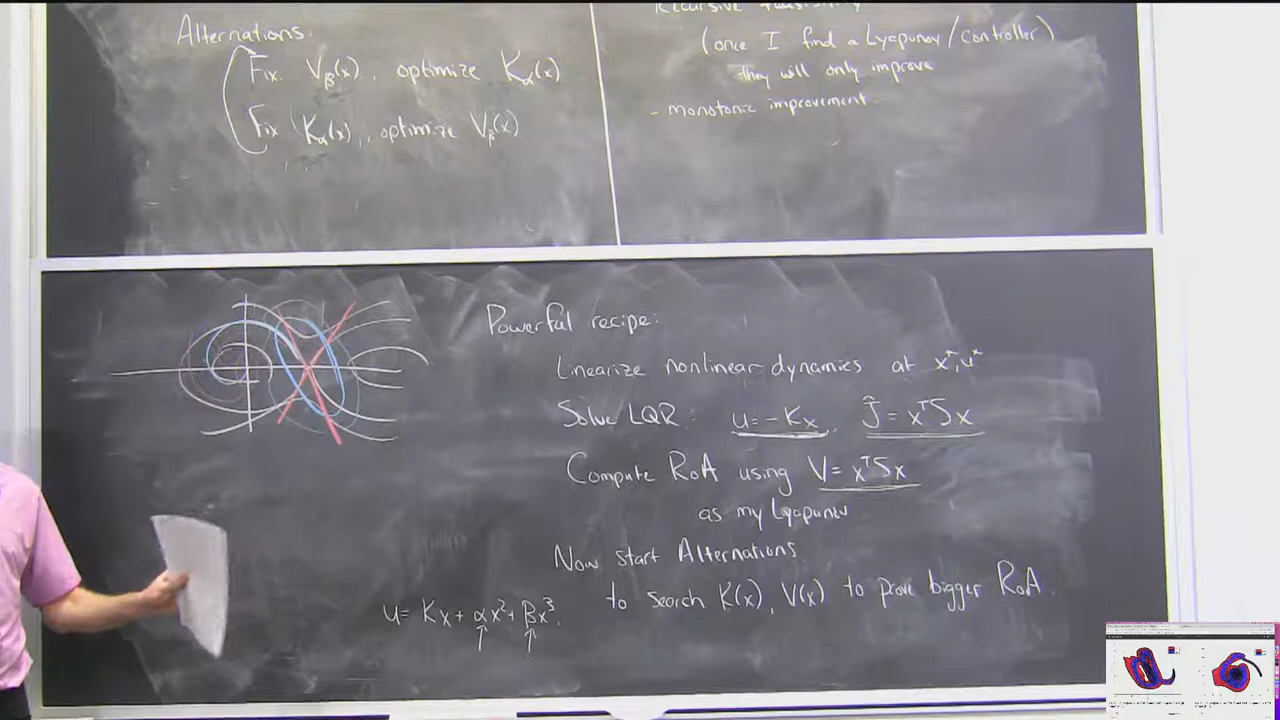 Alternations.
Fix V_β(x), optimize K_α(x)
Fix K_α(x), optimize V_β(x)
Recursive feasibility
(once I find a Lyapunov/controller)
they will only improve
- monotonic improvement
Powerful recipe:
Linearize nonlinear dynamics at x*,u*
Solve LQR: u=-Kx, Ĵ = xᵀSx
Compute RoA using V= xᵀSx
as my Lyapunov
Now start Alternations
to search K(x), V(x) to prove bigger RoA.
u= Kx + αx²+ βx³.